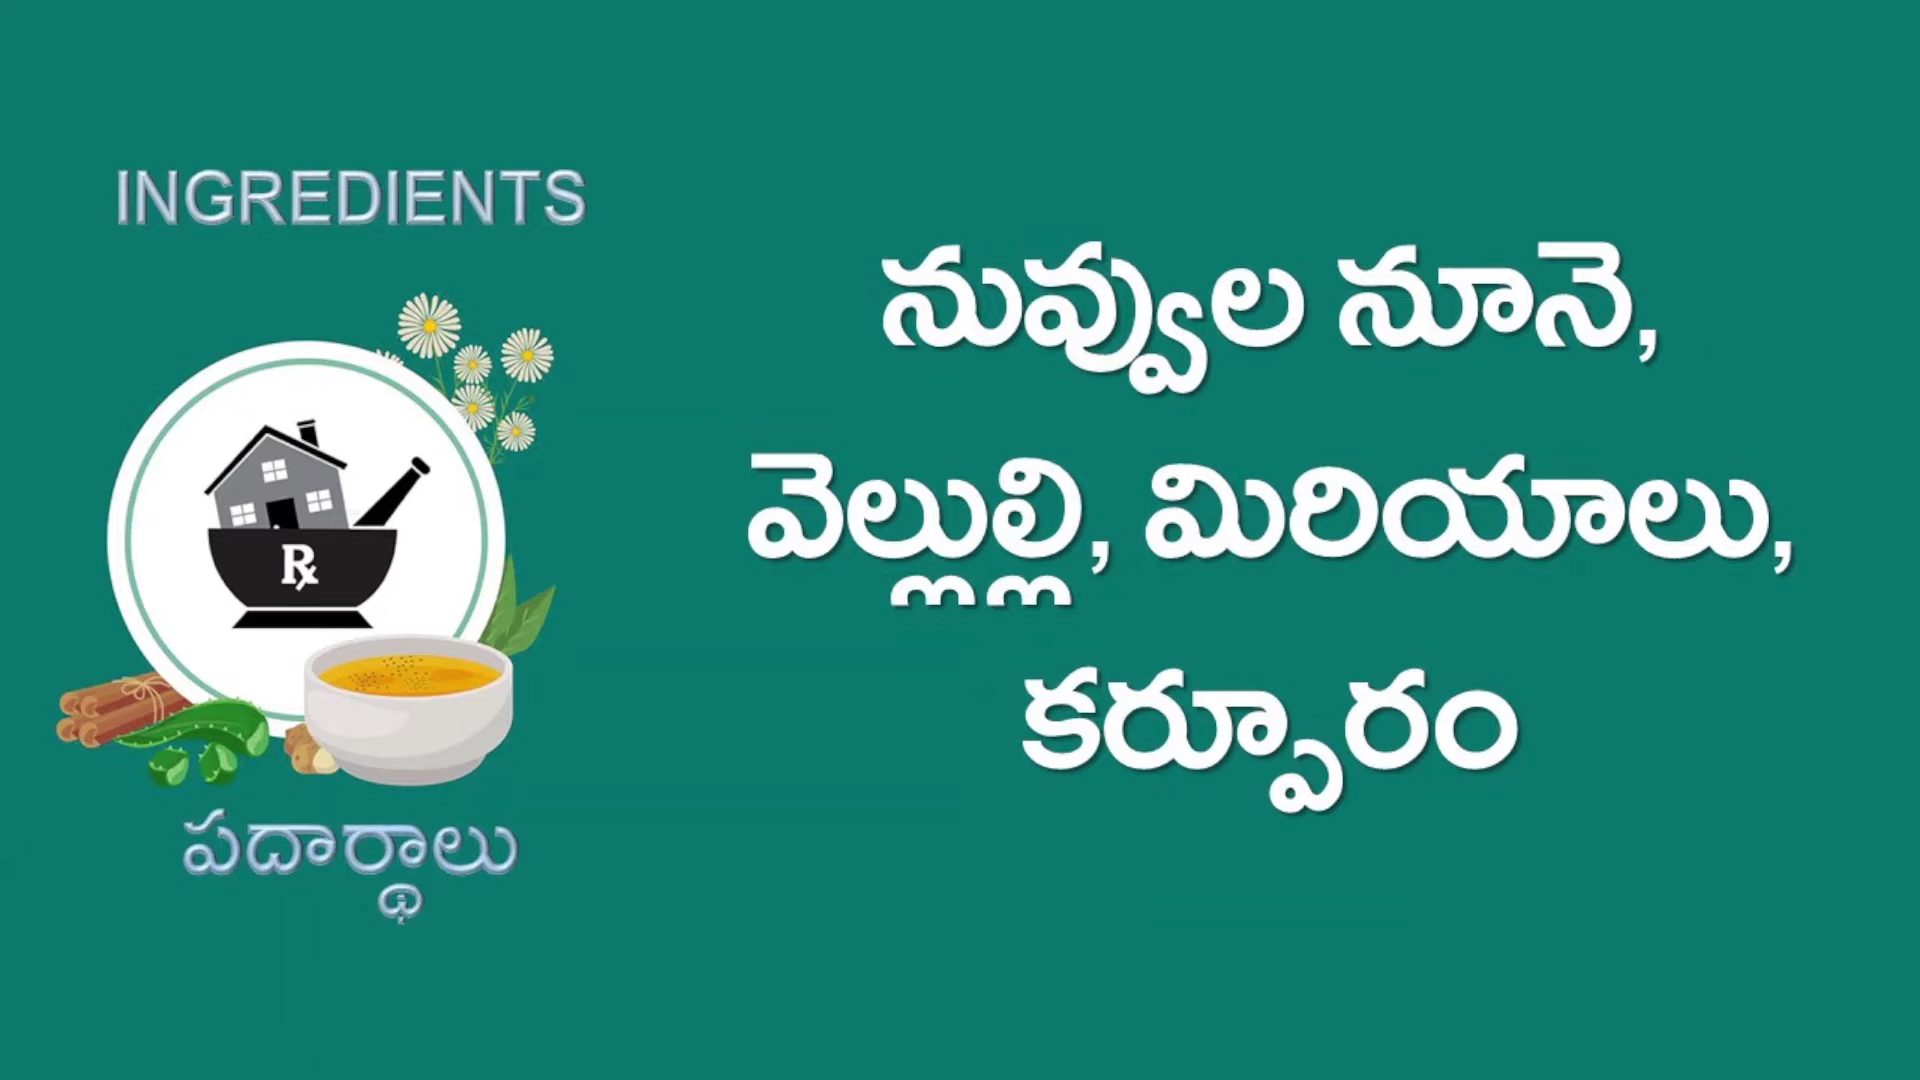 INGREDIENTS
నువ్వుల నూనె,
వెల్లుల్లి, మిరియాలు,
కర్పూరం
℞
పదార్థాలు